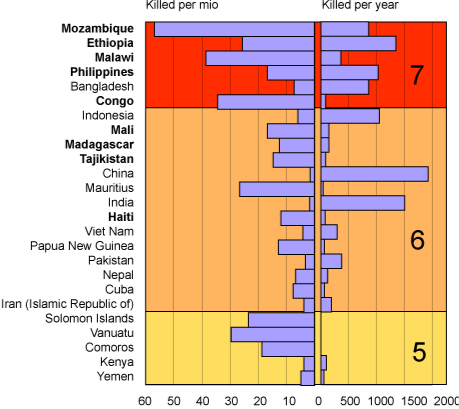 Killed per mio Killed per year
Mozambique
Ethiopia
Malawi
Philippines
7
Bangladesh
Congo
Indonesia
Mali
Madagascar
Tajikistan
China
Mauritius
India
Haiti
Viet Nam
6
Papua New Guinea
Pakistan
Nepal
Cuba
Iran (Islamic Republic of)
Solomon Islands
Vanuatu
Comoros
5
Kenya
Yemen
60 50 40 30 20 10 0 500 1000 1500 2000